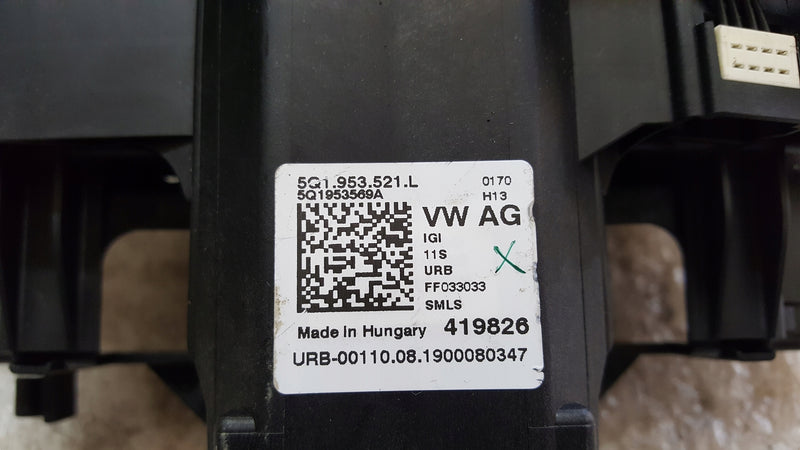 5Q1.953.521.L 0170
5Q1953569A H13
VW AG
IGI
11S X
URB
FF033033
SMLS
Made in Hungary 419826
URB-00110.08.1900080347